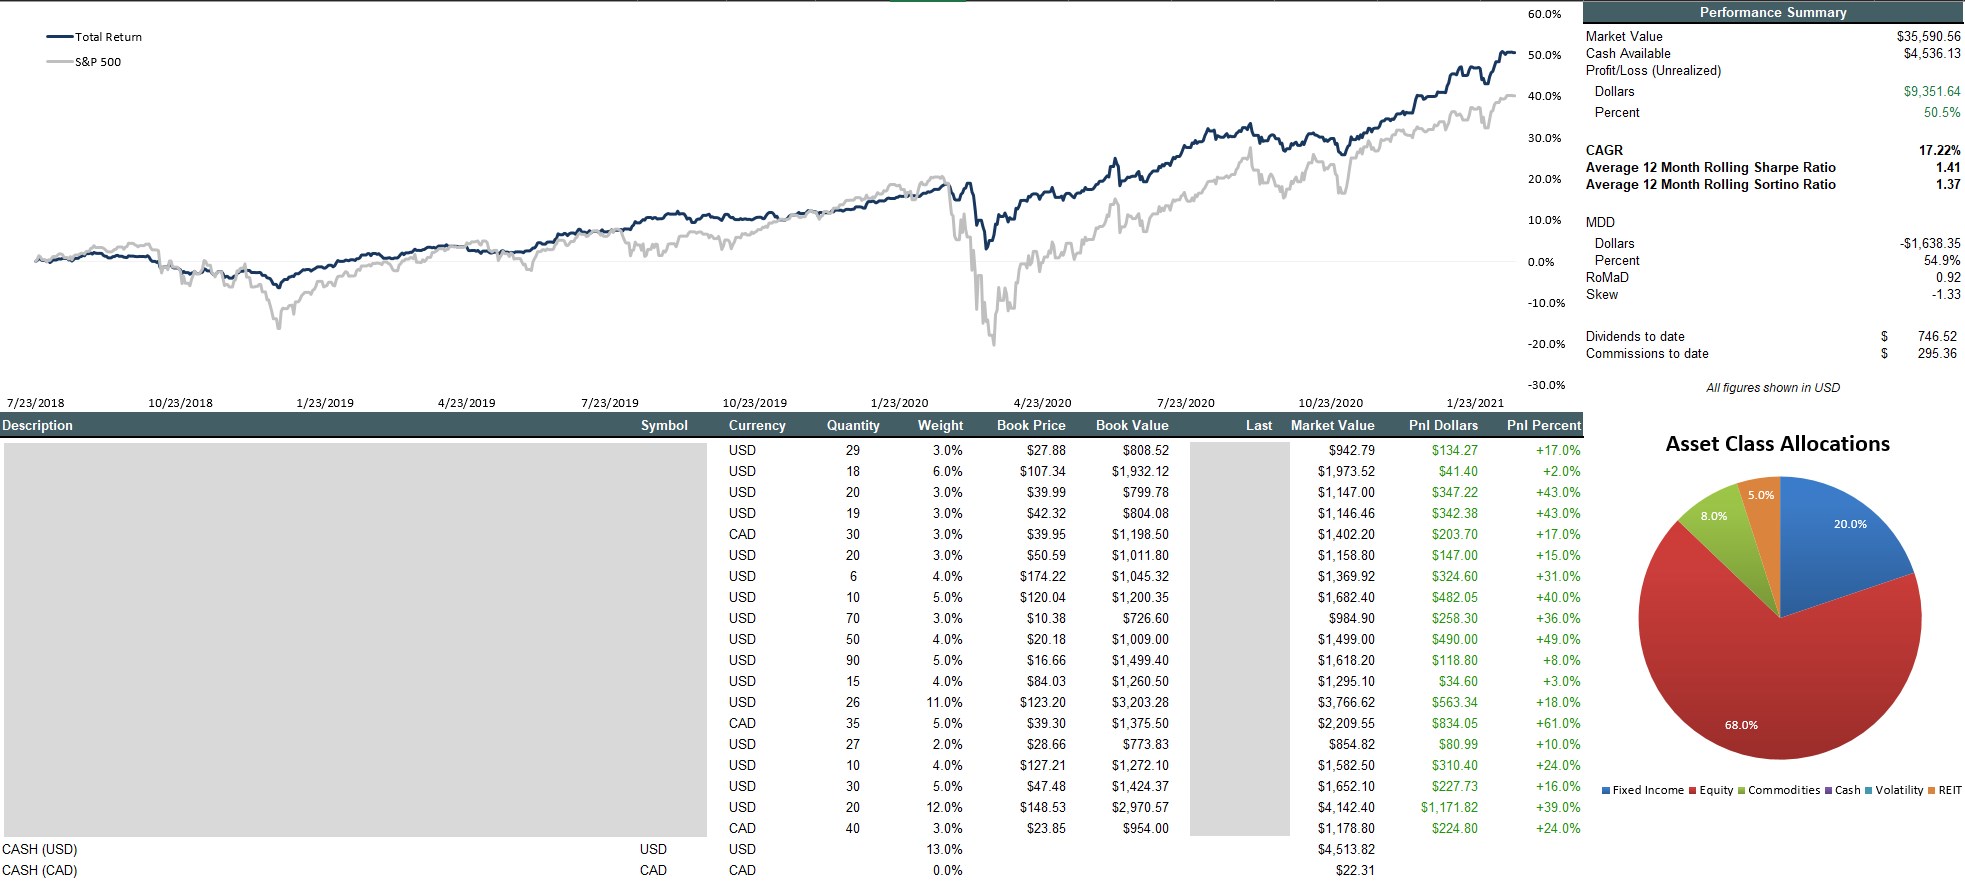 Total Return
S&P 500
60.0%
50.0%
40.0%
30.0%
20.0%
10.0%
0.0%
-10.0%
-20.0%
-30.0%
7/23/2018 10/23/2018 1/23/2019 4/23/2019 7/23/2019 10/23/2019 1/23/2020 4/23/2020 7/23/2020 10/23/2020 1/23/2021
Performance Summary
Market Value $35,590.56
Cash Available $4,536.13
Profit/Loss (Unrealized)
Dollars $9,351.64
Percent 50.5%
CAGR 17.22%
Average 12 Month Rolling Sharpe Ratio 1.41
Average 12 Month Rolling Sortino Ratio 1.37
MDD
Dollars -$1,638.35
Percent 54.9%
RoMaD 0.92
Skew -1.33
Dividends to date $ 746.52
Commissions to date $ 295.36
All figures shown in USD
Description Symbol Currency Quantity Weight Book Price Book Value Last Market Value Pnl Dollars Pnl Percent
USD 29 3.0% $27.88 $808.52 $942.79 $134.27 +17.0%
USD 18 6.0% $107.34 $1,932.12 $1,973.52 $41.40 +2.0%
USD 20 3.0% $39.99 $799.78 $1,147.00 $347.22 +43.0%
USD 19 3.0% $42.32 $804.08 $1,146.46 $342.38 +43.0%
CAD 30 3.0% $39.95 $1,198.50 $1,402.20 $203.70 +17.0%
USD 20 3.0% $50.59 $1,011.80 $1,158.80 $147.00 +15.0%
USD 6 4.0% $174.22 $1,045.32 $1,369.92 $324.60 +31.0%
USD 10 5.0% $120.04 $1,200.35 $1,682.40 $482.05 +40.0%
USD 70 3.0% $10.38 $726.60 $984.90 $258.30 +36.0%
USD 50 4.0% $20.18 $1,009.00 $1,499.00 $490.00 +49.0%
USD 90 5.0% $16.66 $1,499.40 $1,618.20 $118.80 +8.0%
USD 15 4.0% $84.03 $1,260.50 $1,295.10 $34.60 +3.0%
USD 26 11.0% $123.20 $3,203.28 $3,766.62 $563.34 +18.0%
CAD 35 5.0% $39.30 $1,375.50 $2,209.55 $834.05 +61.0%
USD 27 2.0% $28.66 $773.83 $854.82 $80.99 +10.0%
USD 10 4.0% $127.21 $1,272.10 $1,582.50 $310.40 +24.0%
USD 30 5.0% $47.48 $1,424.37 $1,652.10 $227.73 +16.0%
USD 20 12.0% $148.53 $2,970.57 $4,142.40 $1,171.82 +39.0%
CAD 40 3.0% $23.85 $954.00 $1,178.80 $224.80 +24.0%
CASH (USD) USD USD 13.0% $4,513.82
CASH (CAD) CAD CAD 0.0% $22.31
Asset Class Allocations
5.0%
8.0%
20.0%
68.0%
Fixed Income Equity Commodities Cash Volatility REIT